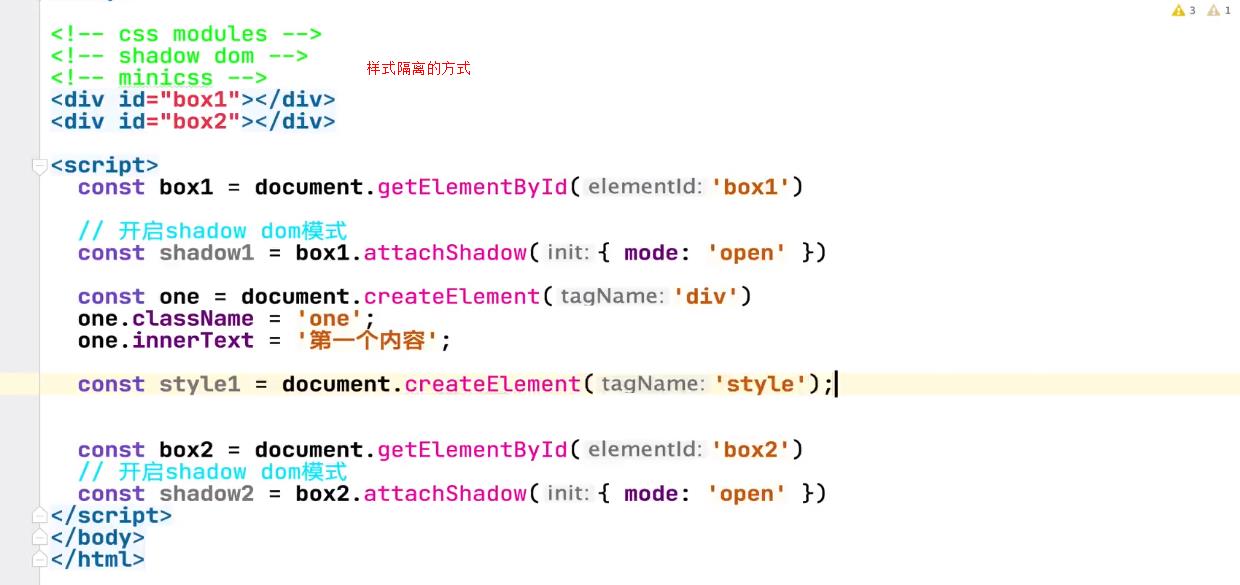 3 1
<!-- css modules -->
<!-- shadow dom -->
样式隔离的方式
<!-- minicss -->
<div id="box1"></div>
<div id="box2"></div>
<script>
const box1 = document.getElementById( elementId: 'box1')
// 开启shadow dom模式
const shadow1 = box1.attachShadow( init: { mode: 'open' })
const one = document.createElement( tagName: 'div')
one.className = 'one';
one.innerText = '第一个内容';
const style1 = document.createElement( tagName: 'style');
const box2 = document.getElementById( elementId: 'box2')
// 开启shadow dom模式
const shadow2 = box2.attachShadow( init: { mode: 'open' })
</script>
</body>
</html>